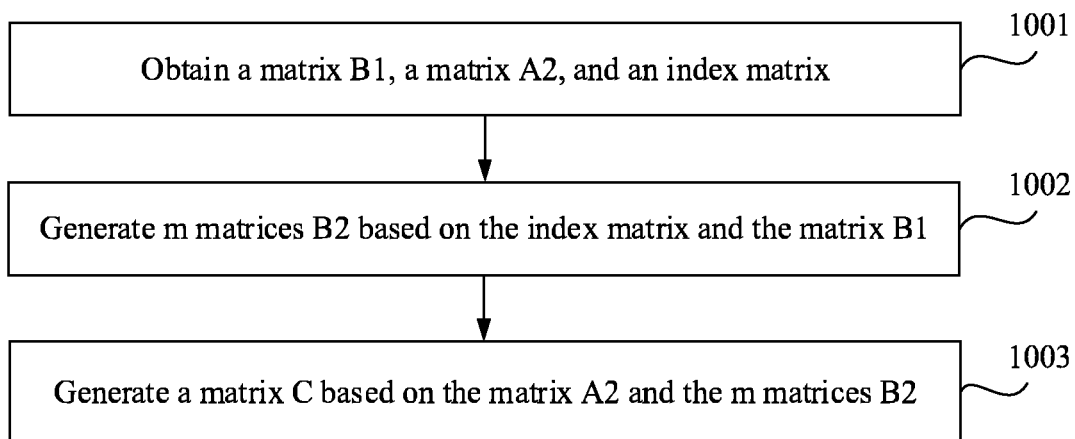 1001
Obtain a matrix B1, a matrix A2, and an index matrix
1002
Generate m matrices B2 based on the index matrix and the matrix B1
1003
Generate a matrix C based on the matrix A2 and the m matrices B2